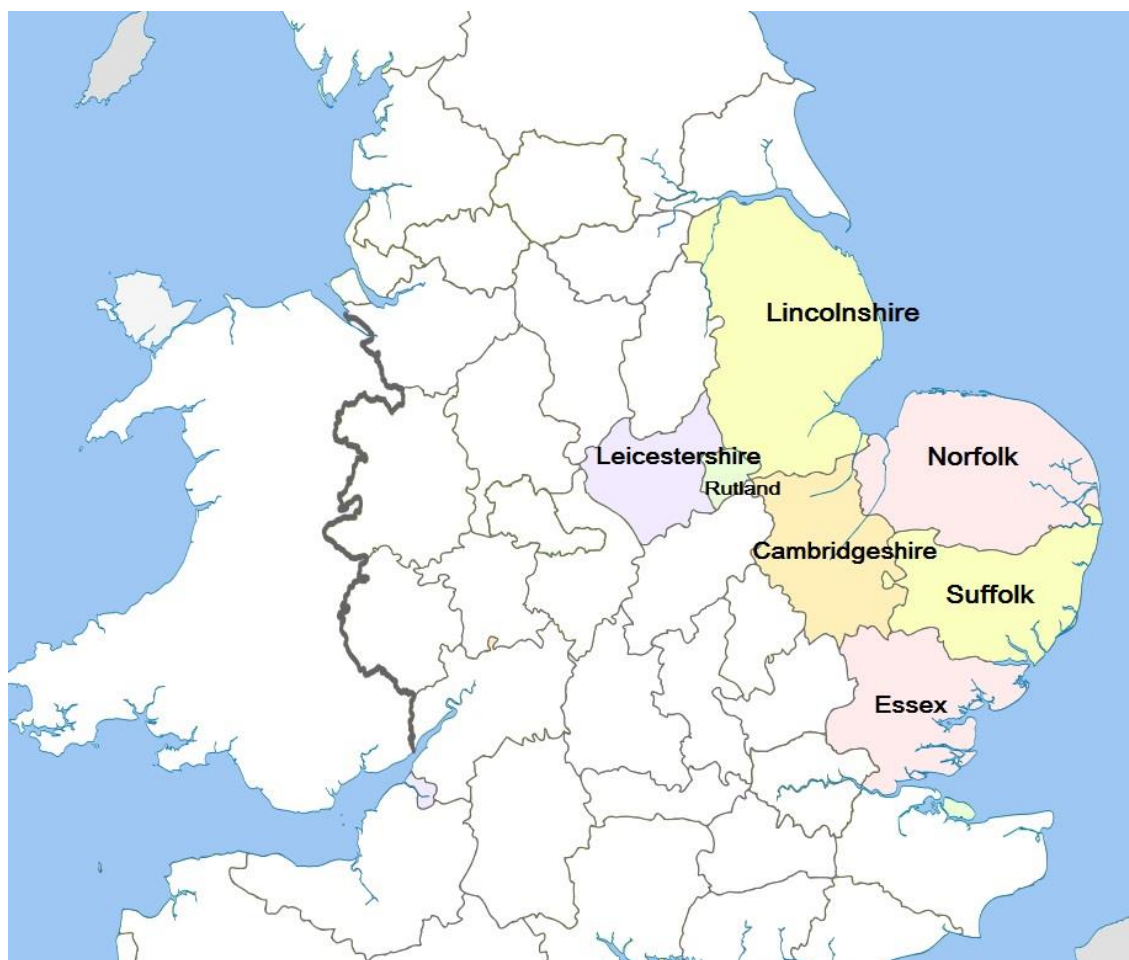 Lincolnshire
Leicestershire
Norfolk
Rutland
Cambridgeshire
Suffolk
Essex